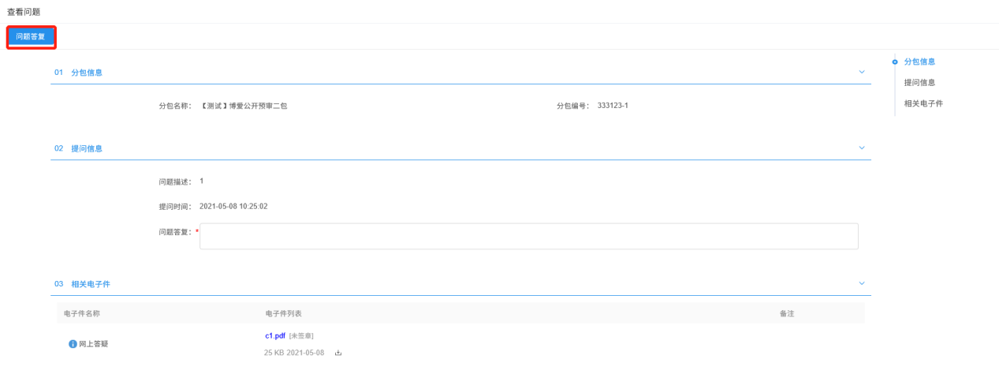 查看问题
问题答复
01 分包信息
分包名称： 【测试】博爱公开预审二包 分包编号： 333123-1
02 提问信息
问题描述： 1
提问时间： 2021-05-08 10:25:02
问题答复：*
03 相关电子件
电子件名称 电子件列表 备注
网上答疑
c1.pdf [未签章]
25 KB 2021-05-08
分包信息
提问信息
相关电子件